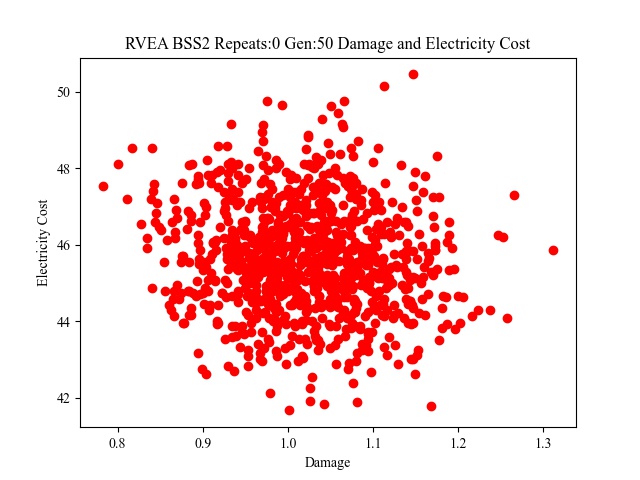 RVEA BSS2 Repeats:0 Gen:50 Damage and Electricity Cost
50
48
46
44
42
Electricity Cost
0.8 0.9 1.0 1.1 1.2 1.3
Damage